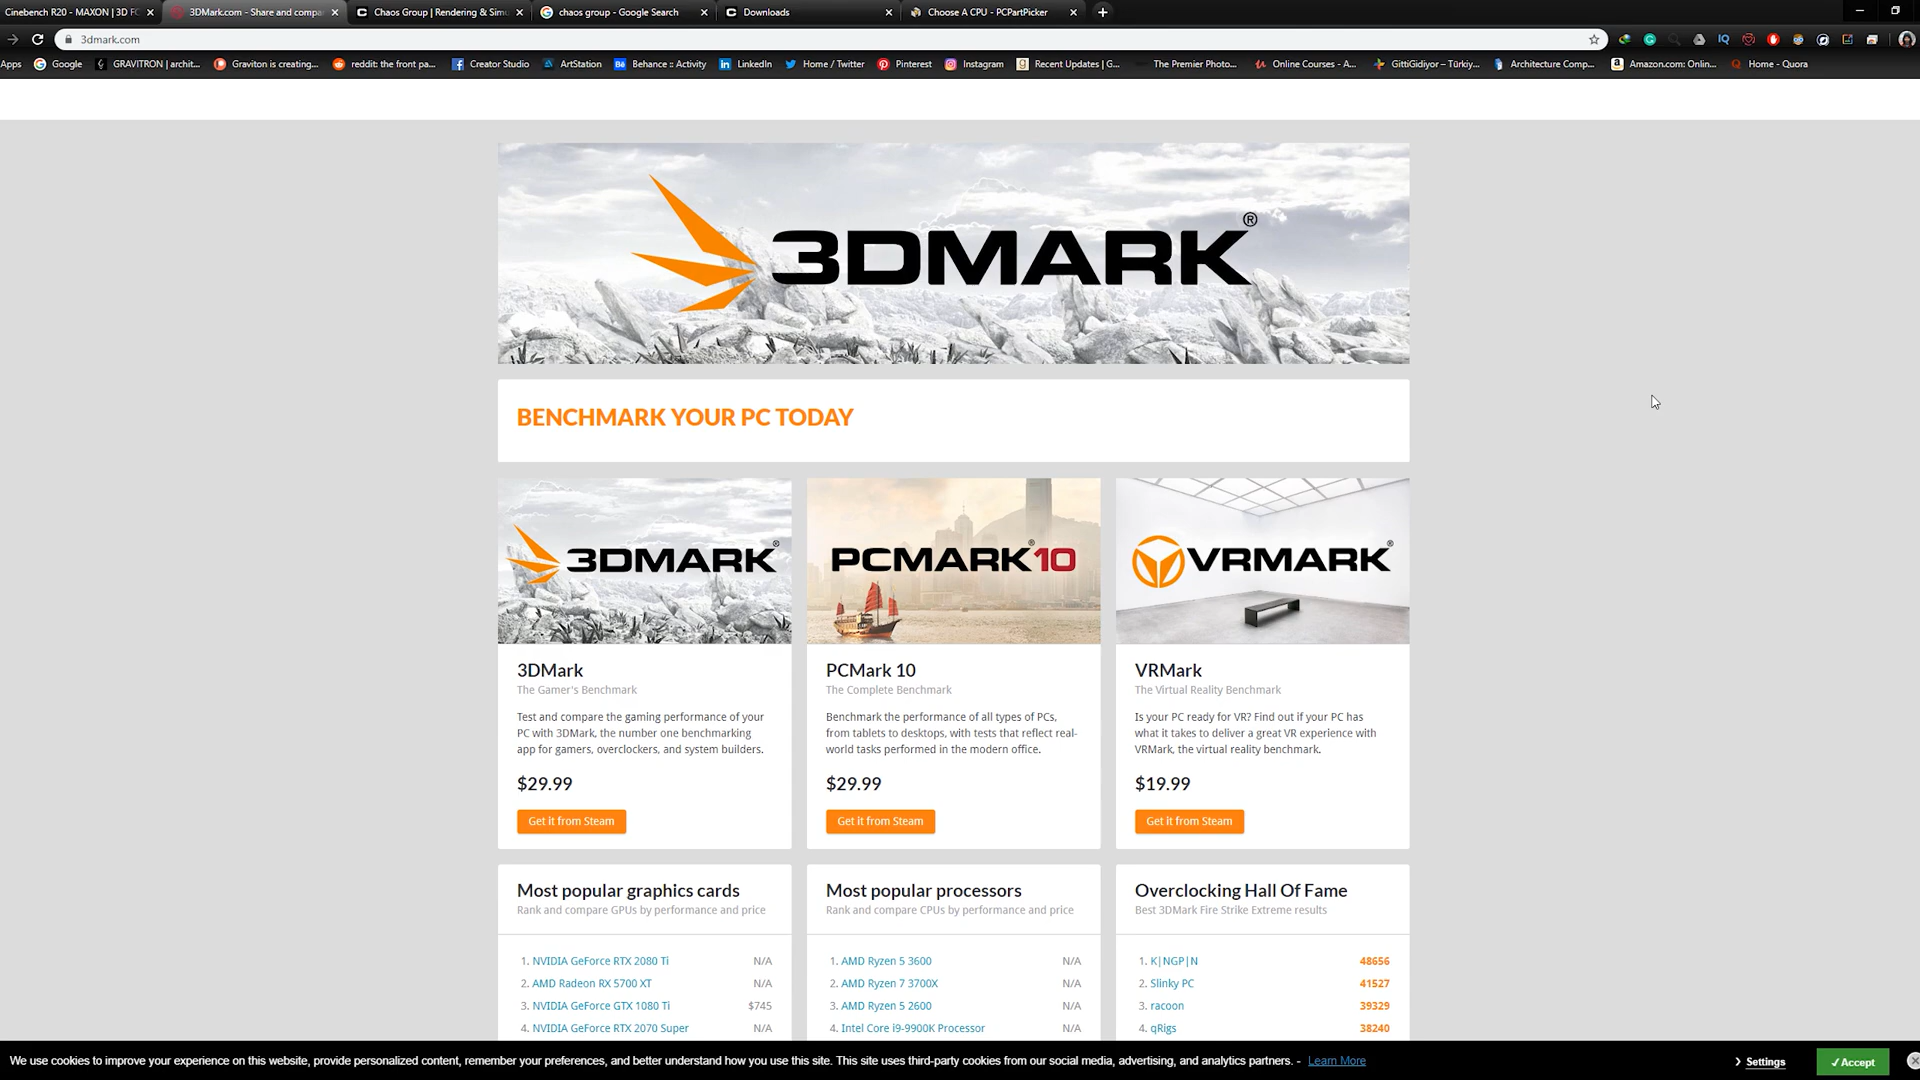 Cinebench R20 - MAXON | 3D FO
3DMark.com - Share and compa
Chaos Group | Rendering & Simu
chaos group - Google Search
Downloads
Choose A CPU - PCPartPicker
3dmark.com
Apps
Google
GRAVITRON | archit...
Graviton is creating...
reddit: the front pa...
Creator Studio
ArtStation
Behance :: Activity
LinkedIn
Home / Twitter
Pinterest
Instagram
Recent Updates | G...
The Premier Photo...
Online Courses - A...
GittiGidiyor – Türkiy...
Architecture Comp...
Amazon.com: Onlin...
Home - Quora
3DMARK®
BENCHMARK YOUR PC TODAY
3DMARK®
PCMARK®10
VRMARK®
3DMark
The Gamer's Benchmark
Test and compare the gaming performance of your
PC with 3DMark, the number one benchmarking
app for gamers, overclockers, and system builders.
$29.99
Get it from Steam
PCMark 10
The Complete Benchmark
Benchmark the performance of all types of PCs,
from tablets to desktops, with tests that reflect real-
world tasks performed in the modern office.
$29.99
Get it from Steam
VRMark
The Virtual Reality Benchmark
Is your PC ready for VR? Find out if your PC has
what it takes to deliver a great VR experience with
VRMark, the virtual reality benchmark.
$19.99
Get it from Steam
Most popular graphics cards
Rank and compare GPUs by performance and price
1. NVIDIA GeForce RTX 2080 Ti N/A
2. AMD Radeon RX 5700 XT N/A
3. NVIDIA GeForce GTX 1080 Ti $745
4. NVIDIA GeForce RTX 2070 Super N/A
Most popular processors
Rank and compare CPUs by performance and price
1. AMD Ryzen 5 3600 N/A
2. AMD Ryzen 7 3700X N/A
3. AMD Ryzen 5 2600 N/A
4. Intel Core i9-9900K Processor N/A
Overclocking Hall Of Fame
Best 3DMark Fire Strike Extreme results
1. K|NGP|N 48656
2. Slinky PC 41527
3. racoon 39329
4. qRigs 38240
We use cookies to improve your experience on this website, provide personalized content, remember your preferences, and better understand how you use this site. This site uses third-party cookies from our social media, advertising, and analytics partners. - Learn More
Settings
✓Accept